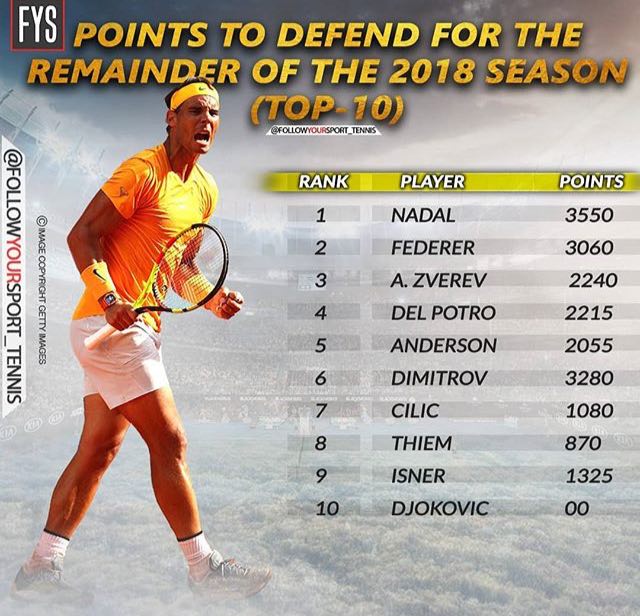 FYS
POINTS TO DEFEND FOR THE
REMAINDER OF THE 2018 SEASON
(TOP-10)
@FOLLOWYOURSPORT_TENNIS
@FOLLOWYOURSPORT_TENNIS
© IMAGE COPYRIGHT GETTY IMAGES
RANK PLAYER POINTS
1 NADAL 3550
2 FEDERER 3060
3 A. ZVEREV 2240
4 DEL POTRO 2215
5 ANDERSON 2055
6 DIMITROV 3280
7 CILIC 1080
8 THIEM 870
9 ISNER 1325
10 DJOKOVIC 00